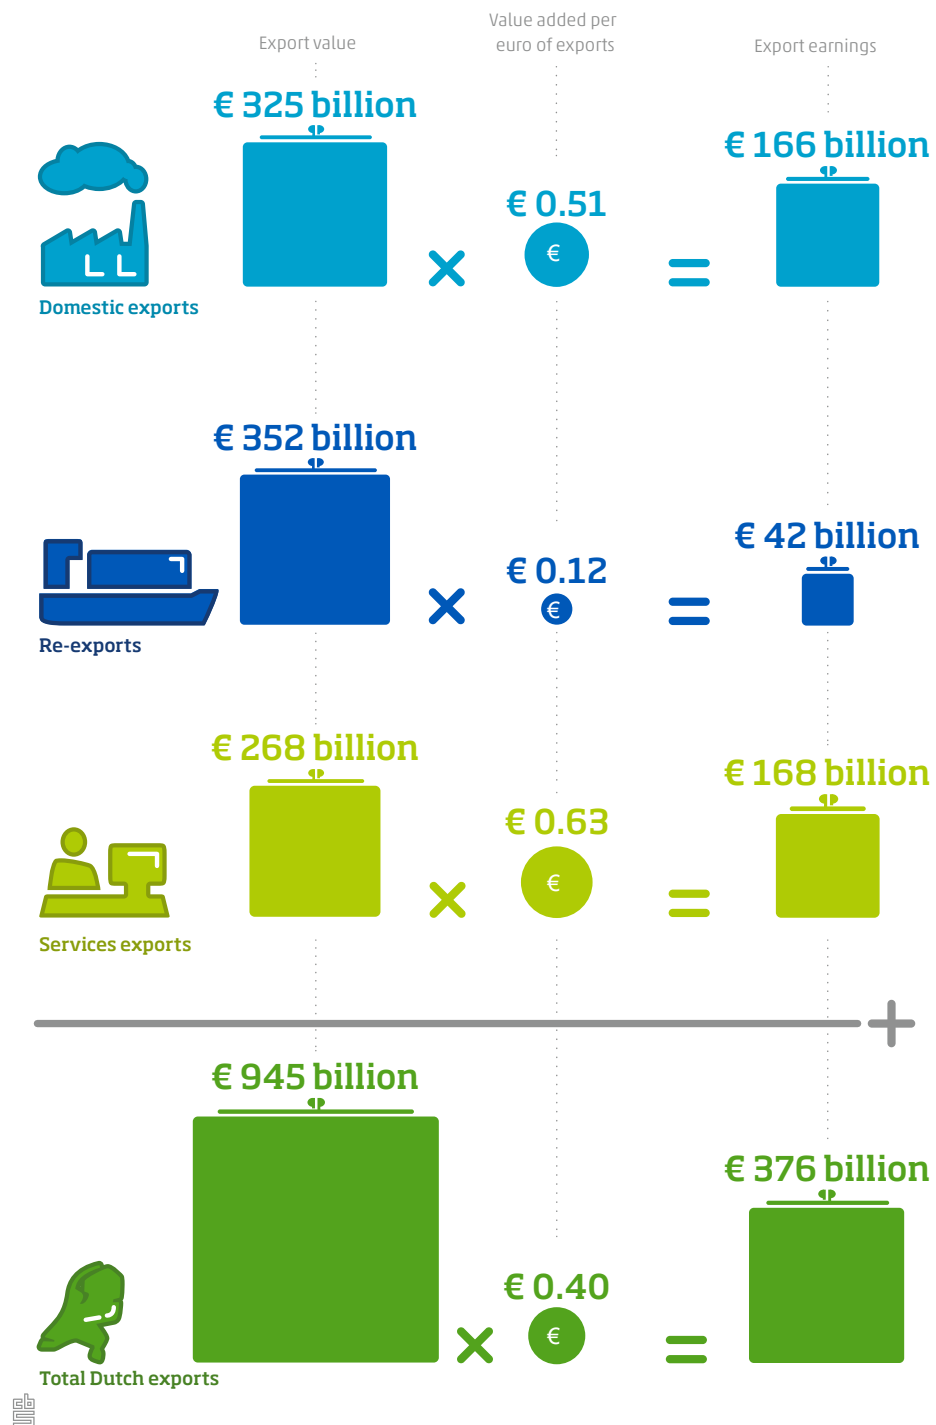 Export value
Value added per
euro of exports
Export earnings
€ 325 billion
€ 0.51
€
€ 166 billion
Domestic exports
€ 352 billion
€ 0.12
€
€ 42 billion
Re-exports
€ 268 billion
€ 0.63
€
€ 168 billion
Services exports
€ 945 billion
€ 0.40
€
€ 376 billion
Total Dutch exports